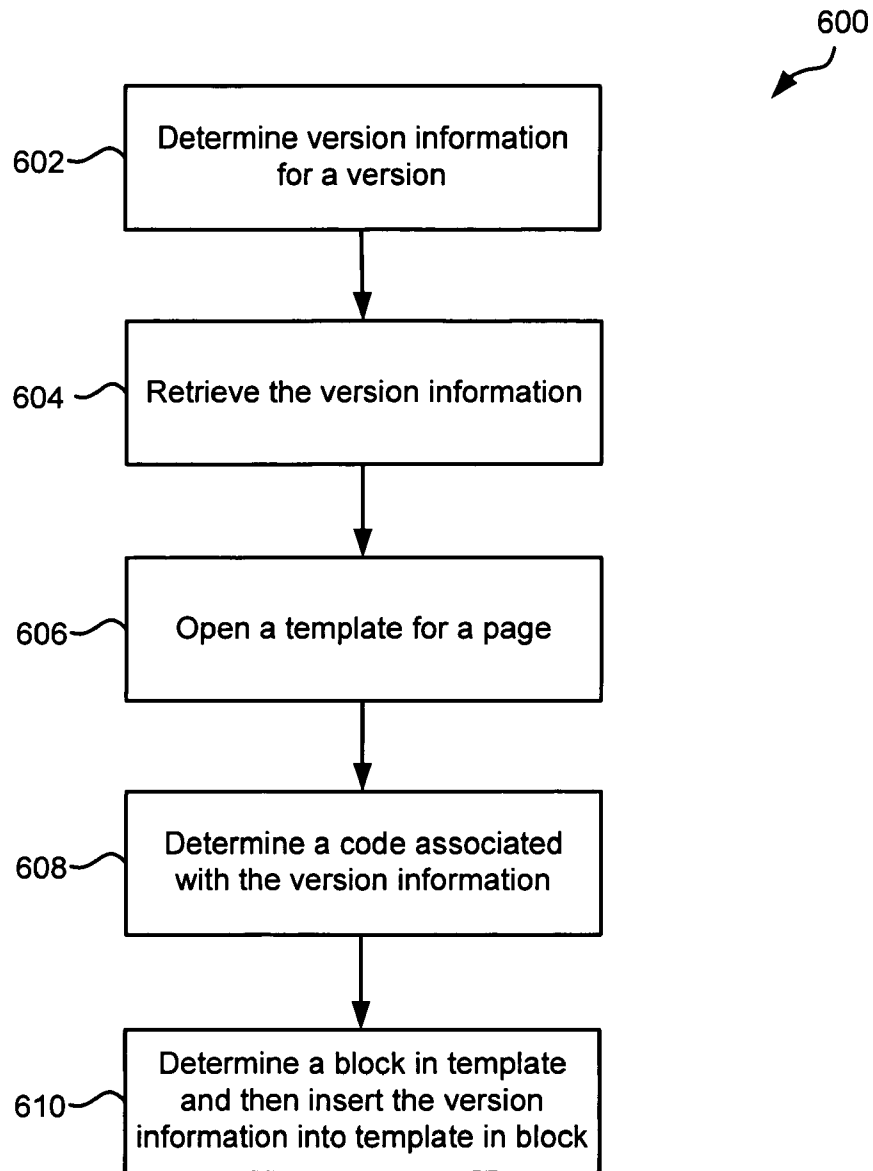 600
602
Determine version information
for a version
604
Retrieve the version information
606
Open a template for a page
608
Determine a code associated
with the version information
610
Determine a block in template
and then insert the version
information into template in block